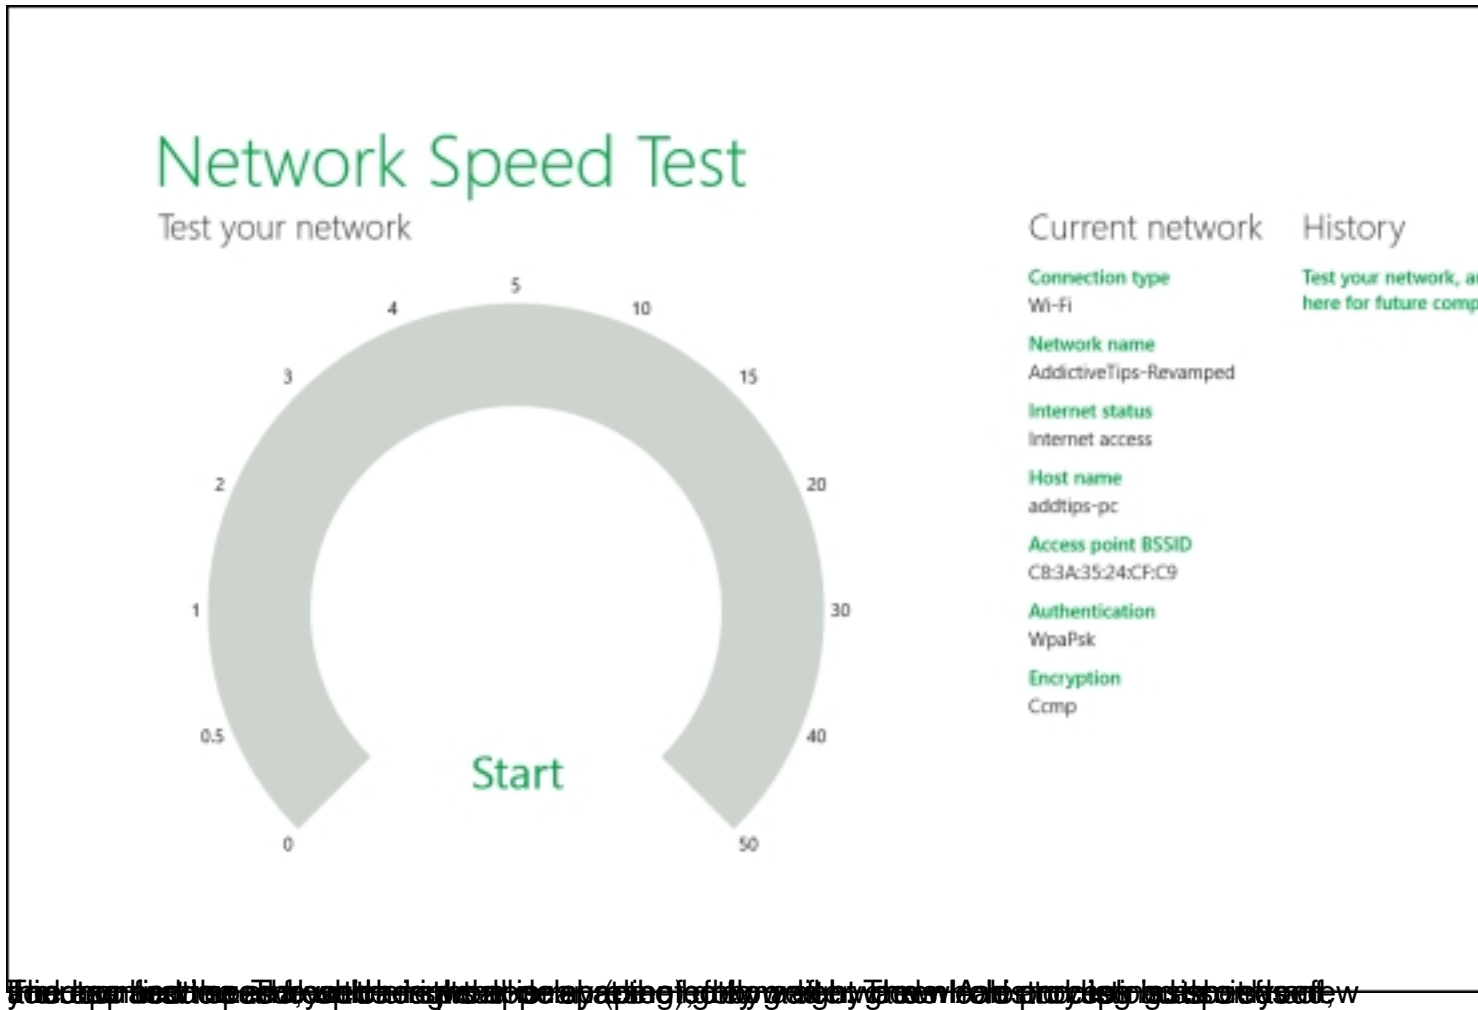 Network Speed Test
Test your network
5
4
10
3
15
2
20
1
30
0.5
40
Start
0
50
Current network
Connection type
Wi-Fi
Network name
AddictiveTips-Revamped
Internet status
Internet access
Host name
addtips-pc
Access point BSSID
C8:3A:35:24:CF:C9
Authentication
WpaPsk
Encryption
Ccmp
History
Test your network,
here for future